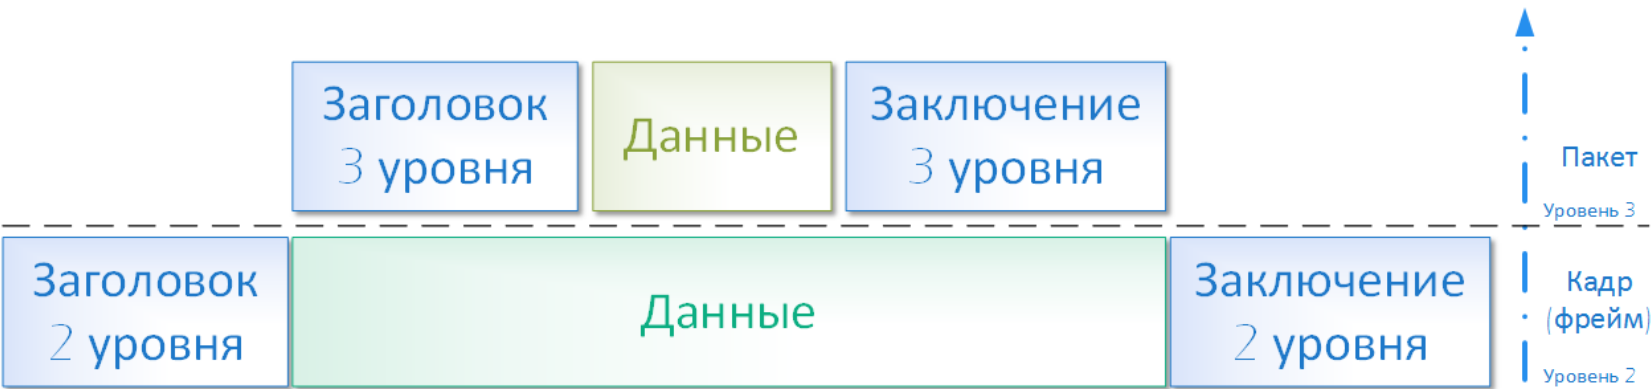 Заголовок
3 уровня
Данные
Заключение
3 уровня
Пакет
Уровень 3
Заголовок
2 уровня
Данные
Заключение
2 уровня
Кадр
(фрейм)
Уровень 2